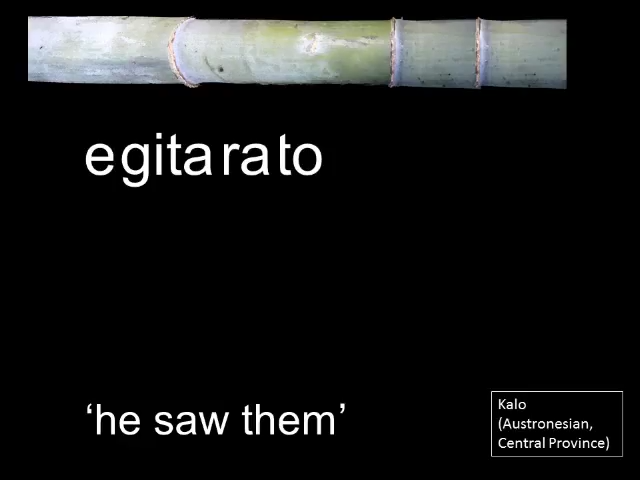 egitarato
‘he saw them’
Kalo
(Austronesian,
Central Province)